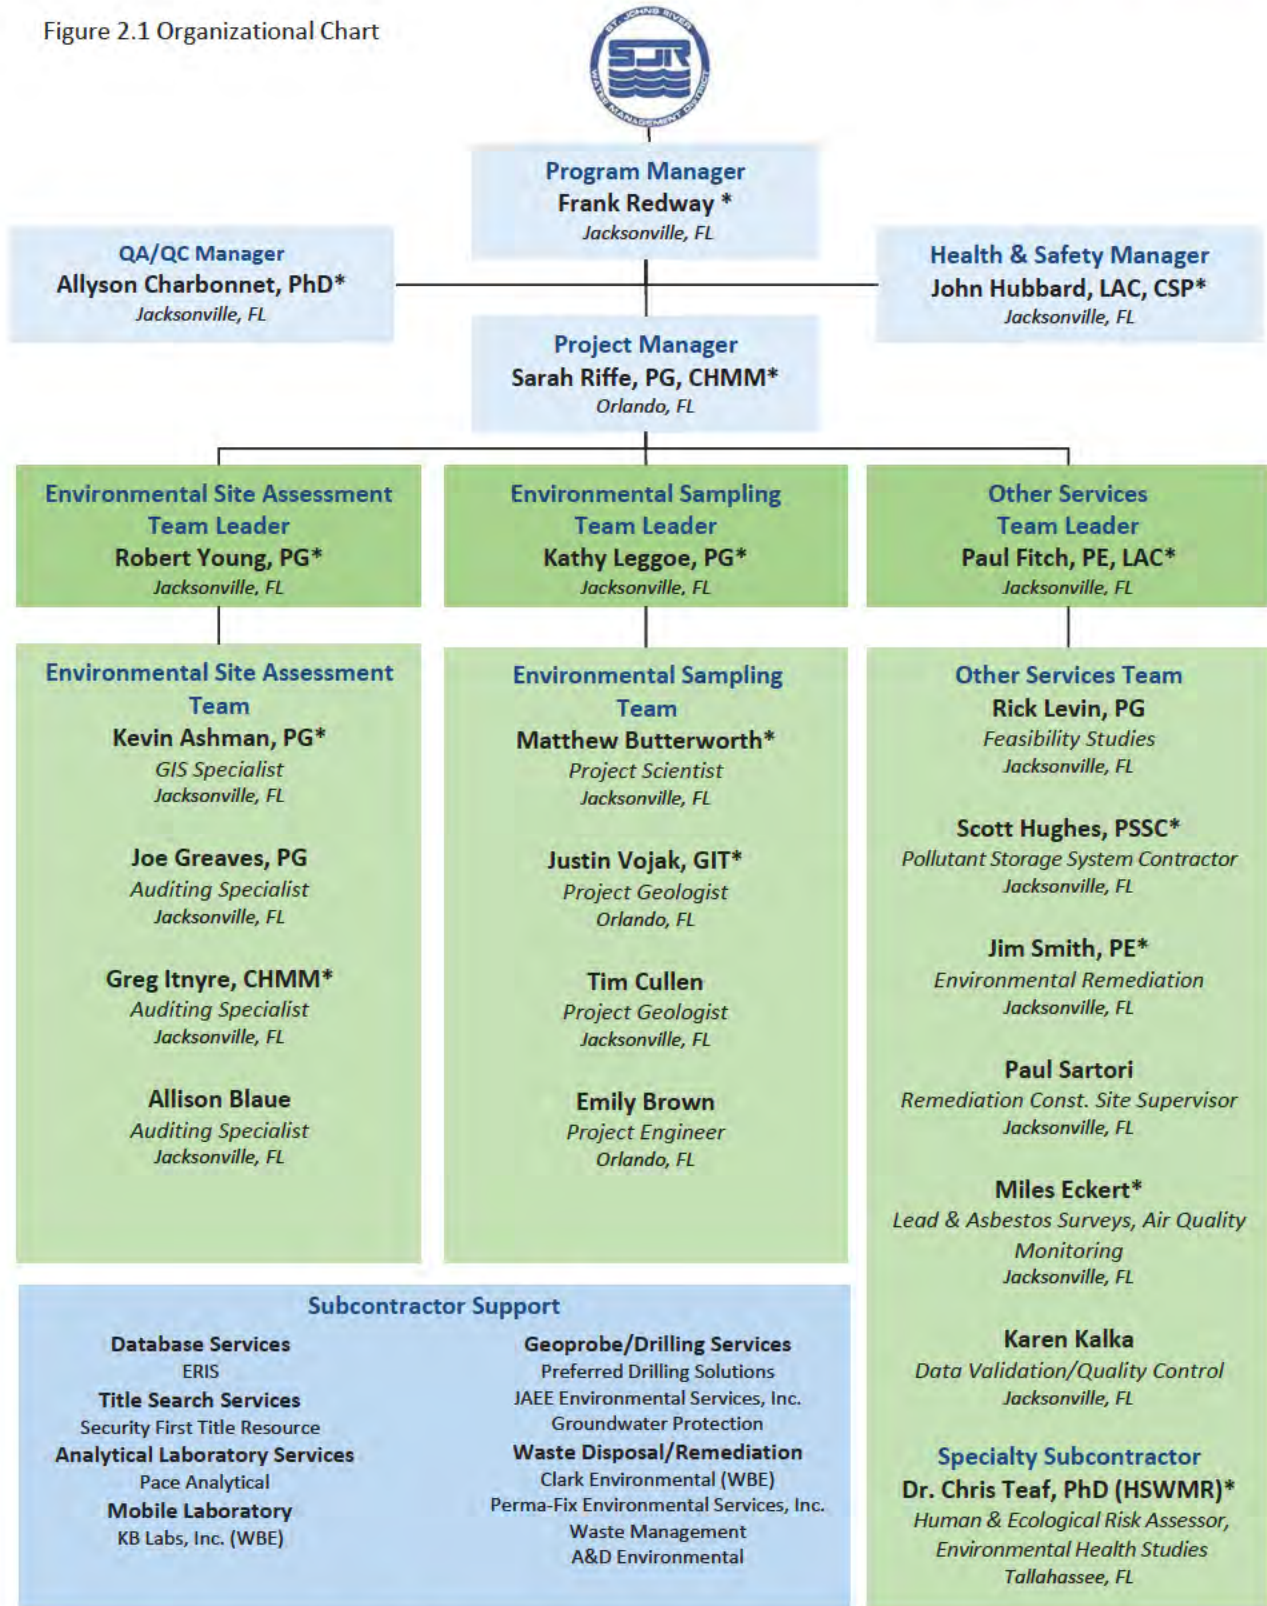 Figure 2.1 Organizational Chart
ST. JOHNS RIVER
SJR
WATER MANAGEMENT DISTRICT
Program Manager
Frank Redway *
Jacksonville, FL
QA/QC Manager
Allyson Charbonnet, PhD*
Jacksonville, FL
Health & Safety Manager
John Hubbard, LAC, CSP*
Jacksonville, FL
Project Manager
Sarah Riffe, PG, CHMM*
Orlando, FL
Environmental Site Assessment
Team Leader
Robert Young, PG*
Jacksonville, FL
Environmental Sampling
Team Leader
Kathy Leggoe, PG*
Jacksonville, FL
Other Services
Team Leader
Paul Fitch, PE, LAC*
Jacksonville, FL
Environmental Site Assessment
Team
Kevin Ashman, PG*
GIS Specialist
Jacksonville, FL
Joe Greaves, PG
Auditing Specialist
Jacksonville, FL
Greg Itnyre, CHMM*
Auditing Specialist
Jacksonville, FL
Allison Blaue
Auditing Specialist
Jacksonville, FL
Environmental Sampling
Team
Matthew Butterworth*
Project Scientist
Jacksonville, FL
Justin Vojak, GIT*
Project Geologist
Orlando, FL
Tim Cullen
Project Geologist
Jacksonville, FL
Emily Brown
Project Engineer
Orlando, FL
Other Services Team
Rick Levin, PG
Feasibility Studies
Jacksonville, FL
Scott Hughes, PSSC*
Pollutant Storage System Contractor
Jacksonville, FL
Jim Smith, PE*
Environmental Remediation
Jacksonville, FL
Paul Sartori
Remediation Const. Site Supervisor
Jacksonville, FL
Miles Eckert*
Lead & Asbestos Surveys, Air Quality
Monitoring
Jacksonville, FL
Karen Kalka
Data Validation/Quality Control
Jacksonville, FL
Specialty Subcontractor
Dr. Chris Teaf, PhD (HSWMR)*
Human & Ecological Risk Assessor,
Environmental Health Studies
Tallahassee, FL
Subcontractor Support
Database Services
ERIS
Title Search Services
Security First Title Resource
Analytical Laboratory Services
Pace Analytical
Mobile Laboratory
KB Labs, Inc. (WBE)
Geoprobe/Drilling Services
Preferred Drilling Solutions
JAEE Environmental Services, Inc.
Groundwater Protection
Waste Disposal/Remediation
Clark Environmental (WBE)
Perma-Fix Environmental Services, Inc.
Waste Management
A&D Environmental